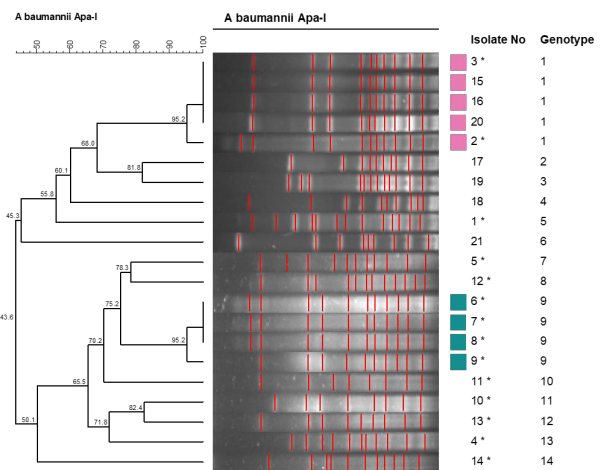 A baumannii Apa-I
A baumannii Apa-I
50 60 70 80 90 100
Isolate No Genotype
3 * 1
15 1
16 1
20 1
95.2
2 * 1
68.0
17 2
81.8
60.1
19 3
55.8
18 4
45.3
1 * 5
21 6
78.3
5 * 7
12 * 8
75.2
6 * 9
43.6
7 * 9
70.2
95.2
8 * 9
9 * 9
65.5
11 * 10
82.4
10 * 11
50.1
71.8
13 * 12
4 * 13
14 * 14